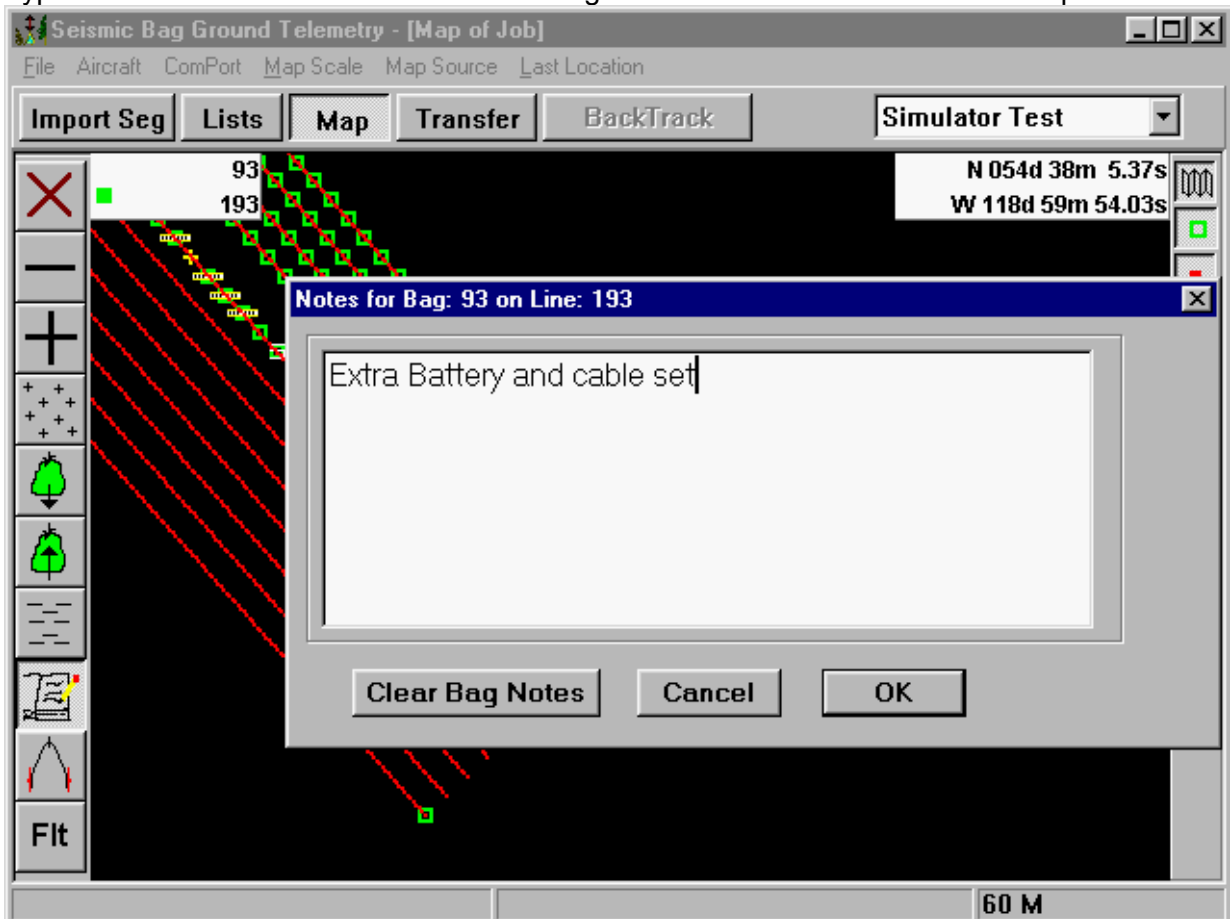 Seismic Bag Ground Telemetry - [Map of Job]
File Aircraft ComPort Map Scale Map Source Last Location
Import Seg Lists Map Transfer BackTrack Simulator Test
93 N 054d 38m 5.37s
193 W 118d 59m 54.03s
Notes for Bag: 93 on Line: 193
Extra Battery and cable set
Clear Bag Notes Cancel OK
Flt
60 M